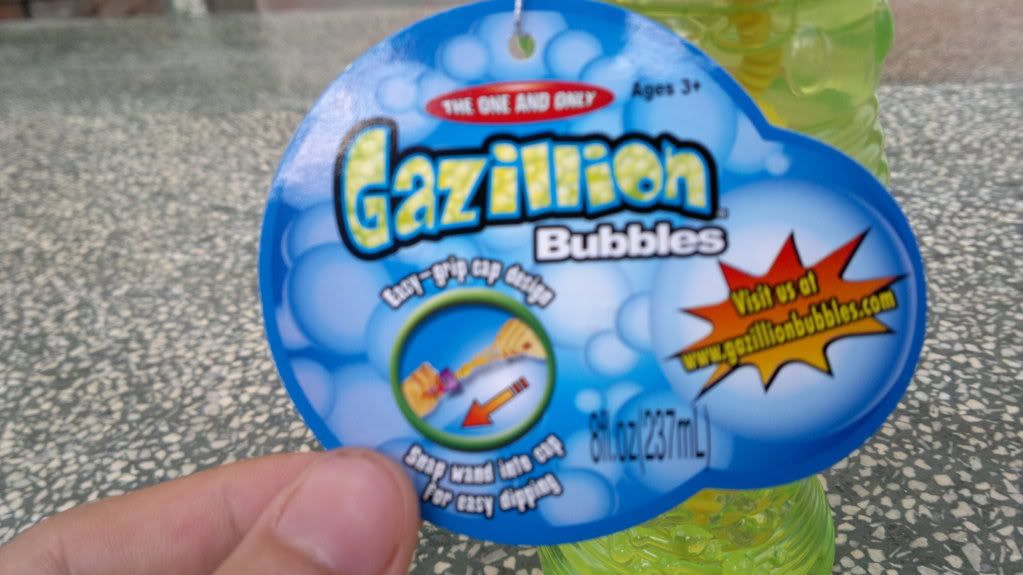 THE ONE AND ONLY
Ages 3+
Gazillion
Bubbles
Easy-grip cap design
Visit us at
www.gazillionbubbles.com
8fl.oz(237mL)
Snap wand into cap
For easy dipping